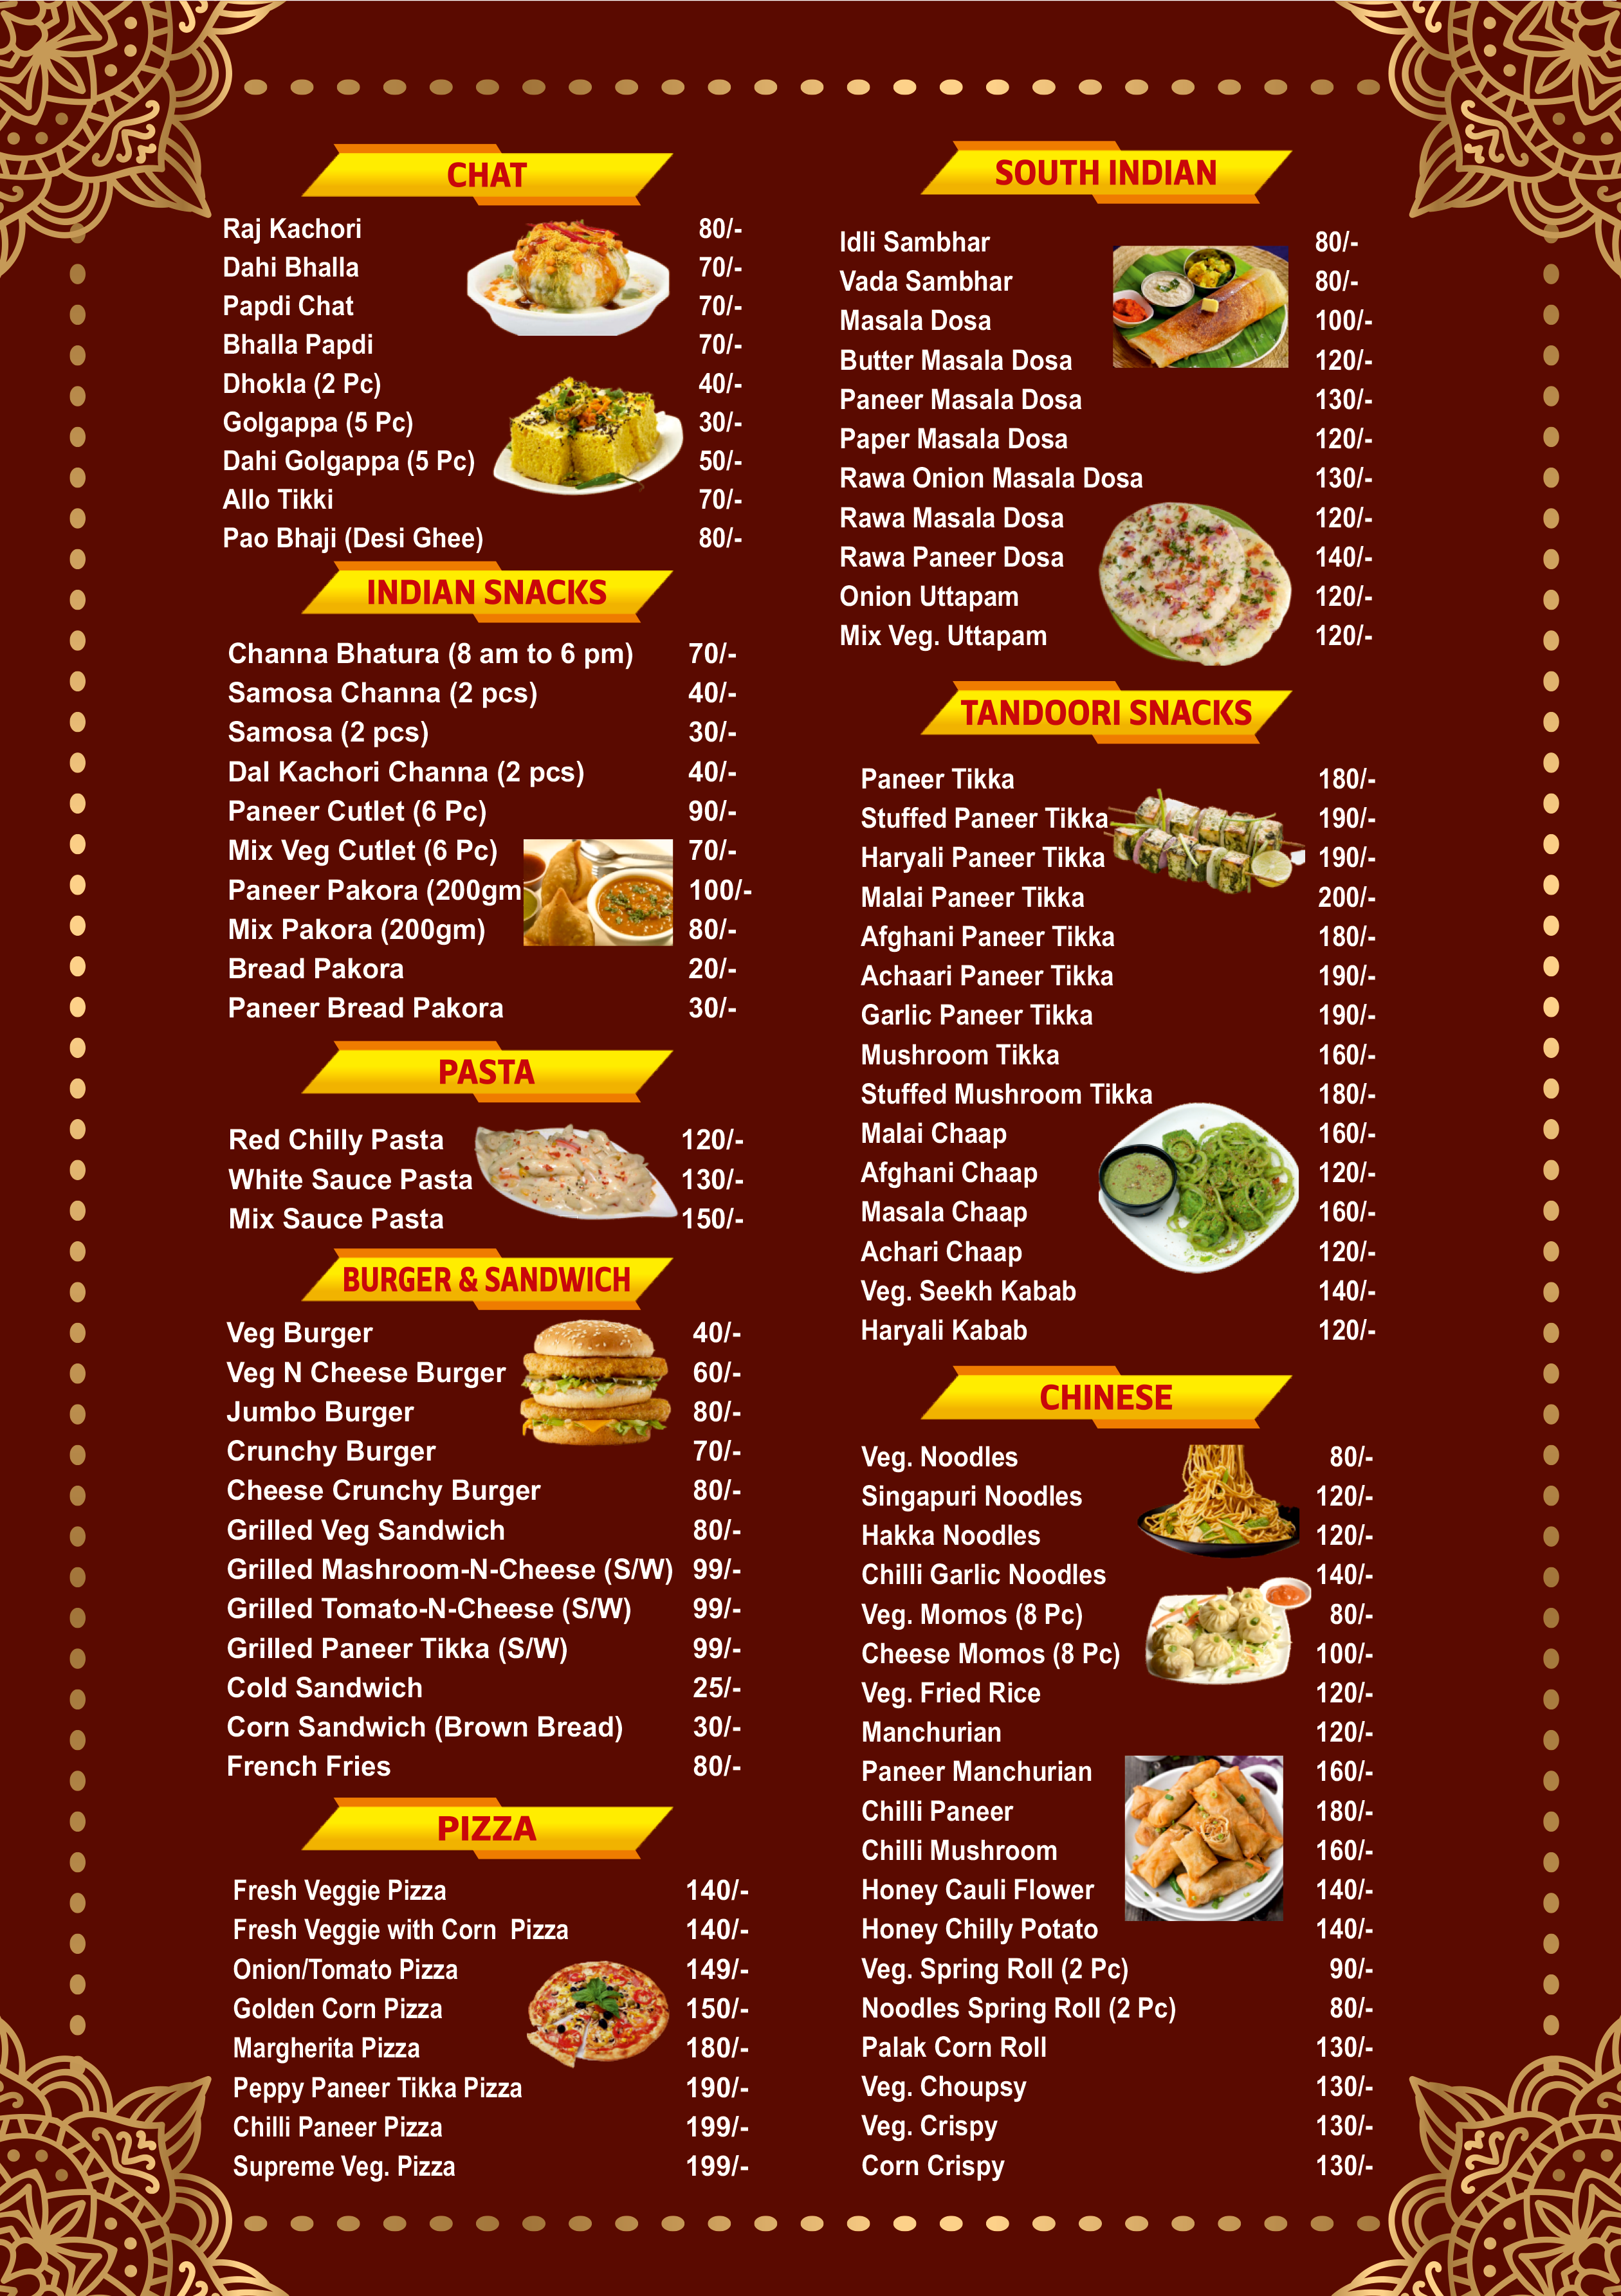 CHAT
Raj Kachori 80/-
Dahi Bhalla 70/-
Papdi Chat 70/-
Bhalla Papdi 70/-
Dhokla (2 Pc) 40/-
Golgappa (5 Pc) 30/-
Dahi Golgappa (5 Pc) 50/-
Allo Tikki 70/-
Pao Bhaji (Desi Ghee) 80/-
INDIAN SNACKS
Channa Bhatura (8 am to 6 pm) 70/-
Samosa Channa (2 pcs) 40/-
Samosa (2 pcs) 30/-
Dal Kachori Channa (2 pcs) 40/-
Paneer Cutlet (6 Pc) 90/-
Mix Veg Cutlet (6 Pc) 70/-
Paneer Pakora (200gm 100/-
Mix Pakora (200gm) 80/-
Bread Pakora 20/-
Paneer Bread Pakora 30/-
PASTA
Red Chilly Pasta 120/-
White Sauce Pasta 130/-
Mix Sauce Pasta 150/-
BURGER & SANDWICH
Veg Burger 40/-
Veg N Cheese Burger 60/-
Jumbo Burger 80/-
Crunchy Burger 70/-
Cheese Crunchy Burger 80/-
Grilled Veg Sandwich 80/-
Grilled Mashroom-N-Cheese (S/W) 99/-
Grilled Tomato-N-Cheese (S/W) 99/-
Grilled Paneer Tikka (S/W) 99/-
Cold Sandwich 25/-
Corn Sandwich (Brown Bread) 30/-
French Fries 80/-
PIZZA
Fresh Veggie Pizza 140/-
Fresh Veggie with Corn Pizza 140/-
Onion/Tomato Pizza 149/-
Golden Corn Pizza 150/-
Margherita Pizza 180/-
Peppy Paneer Tikka Pizza 190/-
Chilli Paneer Pizza 199/-
Supreme Veg. Pizza 199/-
SOUTH INDIAN
Idli Sambhar 80/-
Vada Sambhar 80/-
Masala Dosa 100/-
Butter Masala Dosa 120/-
Paneer Masala Dosa 130/-
Paper Masala Dosa 120/-
Rawa Onion Masala Dosa 130/-
Rawa Masala Dosa 120/-
Rawa Paneer Dosa 140/-
Onion Uttapam 120/-
Mix Veg. Uttapam 120/-
TANDOORI SNACKS
Paneer Tikka 180/-
Stuffed Paneer Tikka 190/-
Haryali Paneer Tikka 190/-
Malai Paneer Tikka 200/-
Afghani Paneer Tikka 180/-
Achaari Paneer Tikka 190/-
Garlic Paneer Tikka 190/-
Mushroom Tikka 160/-
Stuffed Mushroom Tikka 180/-
Malai Chaap 160/-
Afghani Chaap 120/-
Masala Chaap 160/-
Achari Chaap 120/-
Veg. Seekh Kabab 140/-
Haryali Kabab 120/-
CHINESE
Veg. Noodles 80/-
Singapuri Noodles 120/-
Hakka Noodles 120/-
Chilli Garlic Noodles 140/-
Veg. Momos (8 Pc) 80/-
Cheese Momos (8 Pc) 100/-
Veg. Fried Rice 120/-
Manchurian 120/-
Paneer Manchurian 160/-
Chilli Paneer 180/-
Chilli Mushroom 160/-
Honey Cauli Flower 140/-
Honey Chilly Potato 140/-
Veg. Spring Roll (2 Pc) 90/-
Noodles Spring Roll (2 Pc) 80/-
Palak Corn Roll 130/-
Veg. Choupsy 130/-
Veg. Crispy 130/-
Corn Crispy 130/-